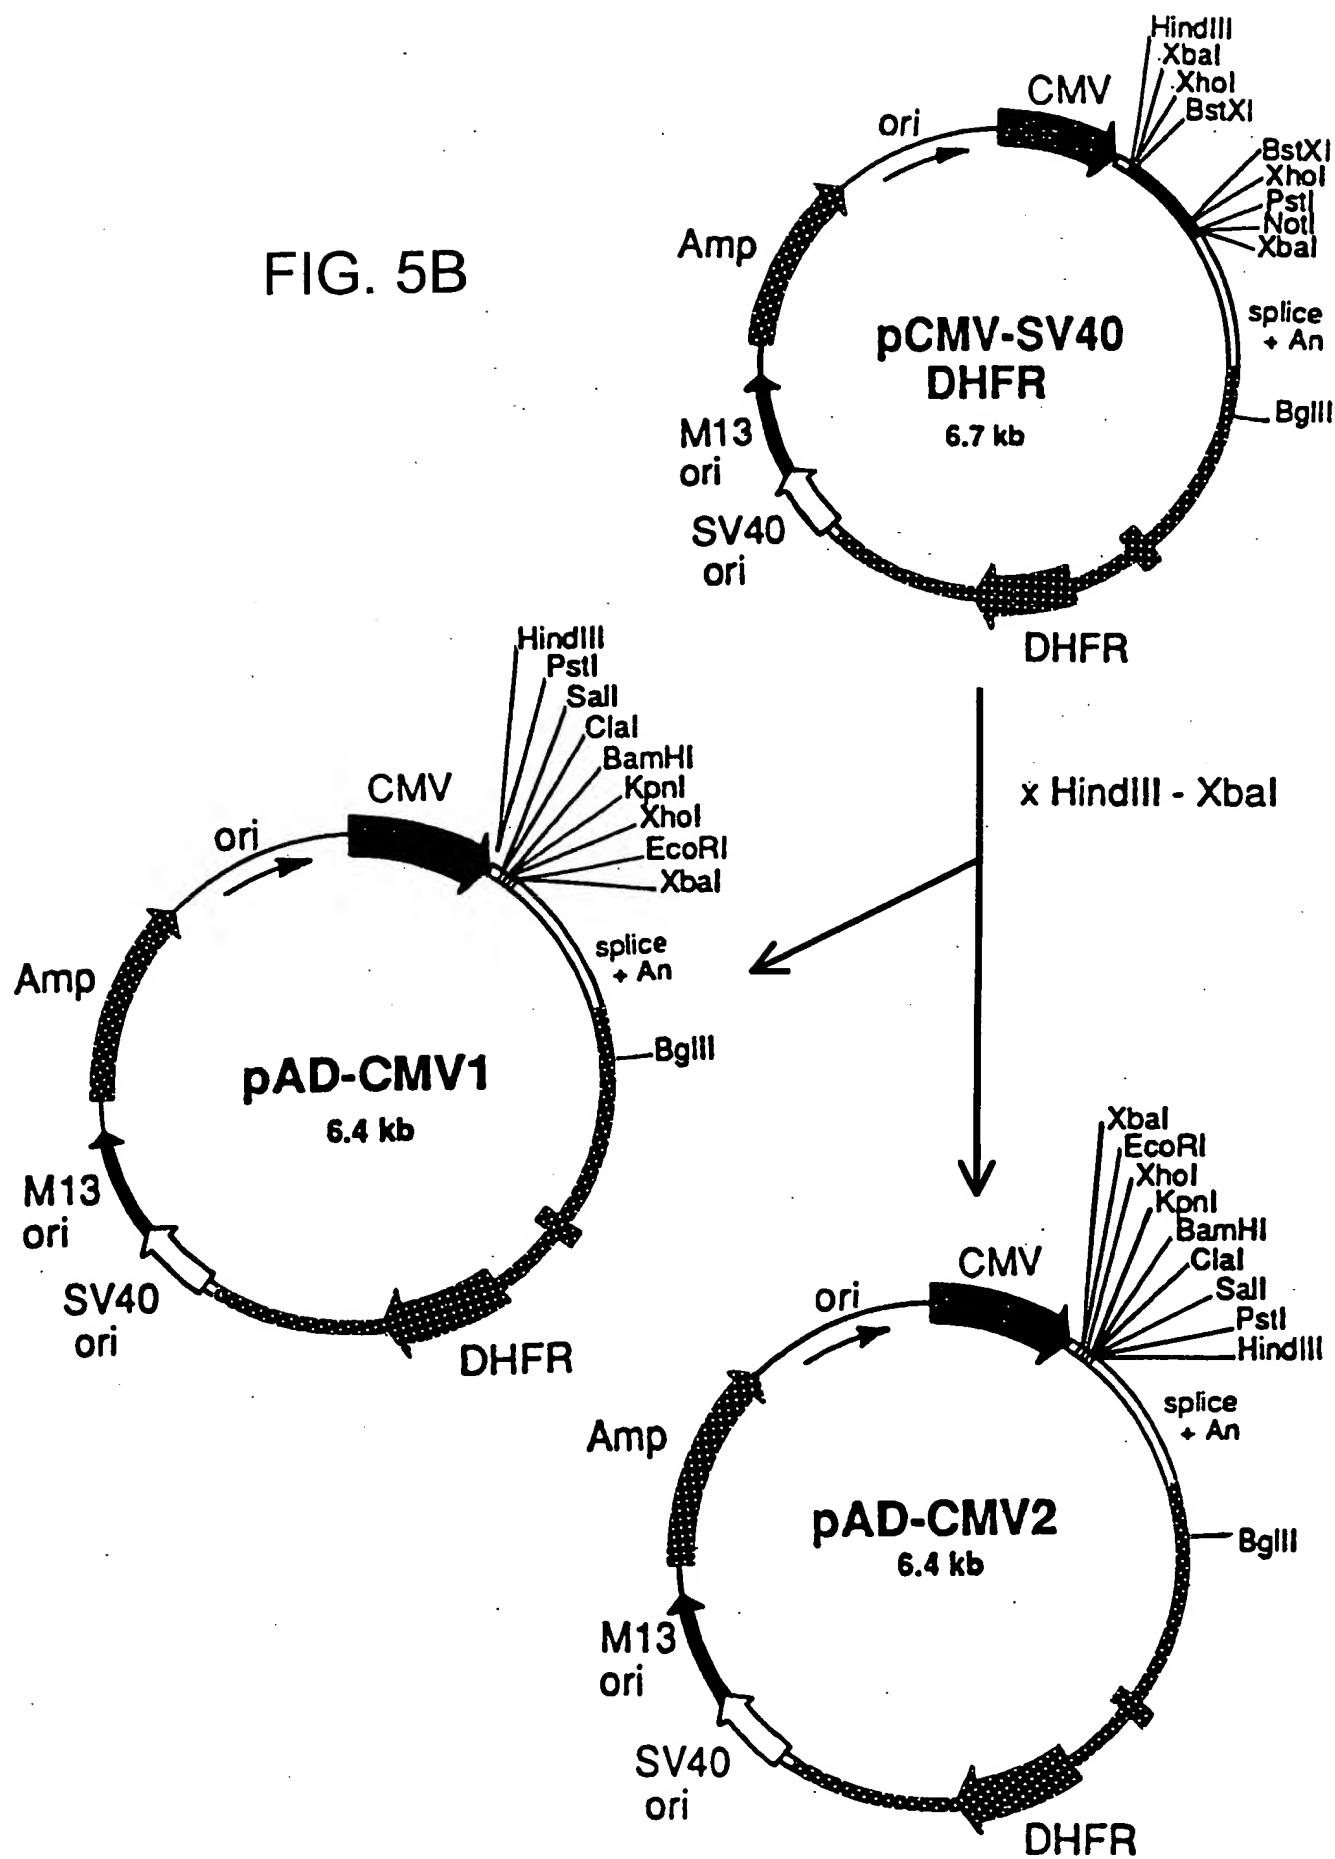 FIG. 5B
HindIII
XbaI
XhoI
BstXI
BstXI
XhoI
PstI
NotI
XbaI
CMV
ori
Amp
splice
+ An
pCMV-SV40
DHFR
6.7 kb
BglII
M13
ori
SV40
ori
DHFR
x HindIII - XbaI
HindIII
PstI
SalI
ClaI
BamHI
KpnI
XhoI
EcoRI
XbaI
CMV
ori
Amp
splice
+ An
BglII
pAD-CMV1
6.4 kb
M13
ori
SV40
ori
DHFR
XbaI
EcoRI
XhoI
KpnI
BamHI
ClaI
SalI
PstI
HindIII
CMV
ori
Amp
splice
+ An
pAD-CMV2
6.4 kb
BglII
M13
ori
SV40
ori
DHFR